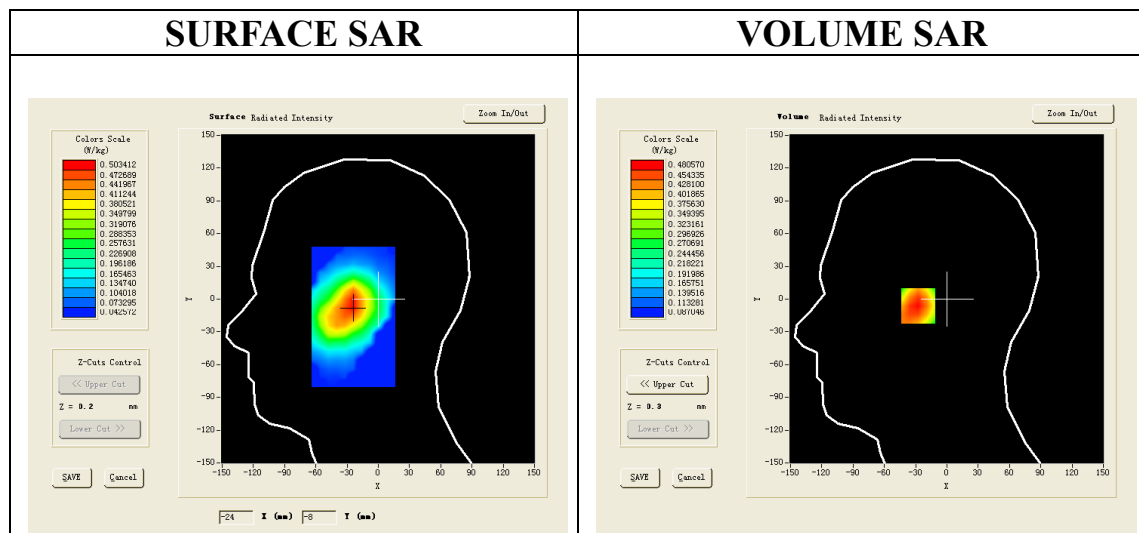 SURFACE SAR
VOLUME SAR
Surface Radiated Intensity
Zoom In/Out
Colors Scale
(W/kg)
0.503412
0.472689
0.441967
0.411244
0.380521
0.349799
0.319076
0.288353
0.257631
0.226908
0.196186
0.165463
0.134740
0.104018
0.073295
0.042572
150
120
90
60
30
0
-30
-60
-90
-120
-150
Y
-150 -120 -90 -60 -30 0 30 60 90 120 150
X
Z-Cuts Control
<< Upper Cut
Z = 0.2 mm
Lower Cut >>
SAVE Cancel
-24 X (mm) -8 Y (mm)
Volume Radiated Intensity
Zoom In/Out
Colors Scale
(W/kg)
0.480570
0.454335
0.428100
0.401865
0.375630
0.349395
0.323161
0.296926
0.270691
0.244456
0.218221
0.191986
0.165751
0.139516
0.113281
0.087046
150
120
90
60
30
0
-30
-60
-90
-120
-150
Y
-150 -120 -90 -60 -30 0 30 60 90 120 150
X
Z-Cuts Control
<< Upper Cut
Z = 0.3 mm
Lower Cut >>
SAVE Cancel